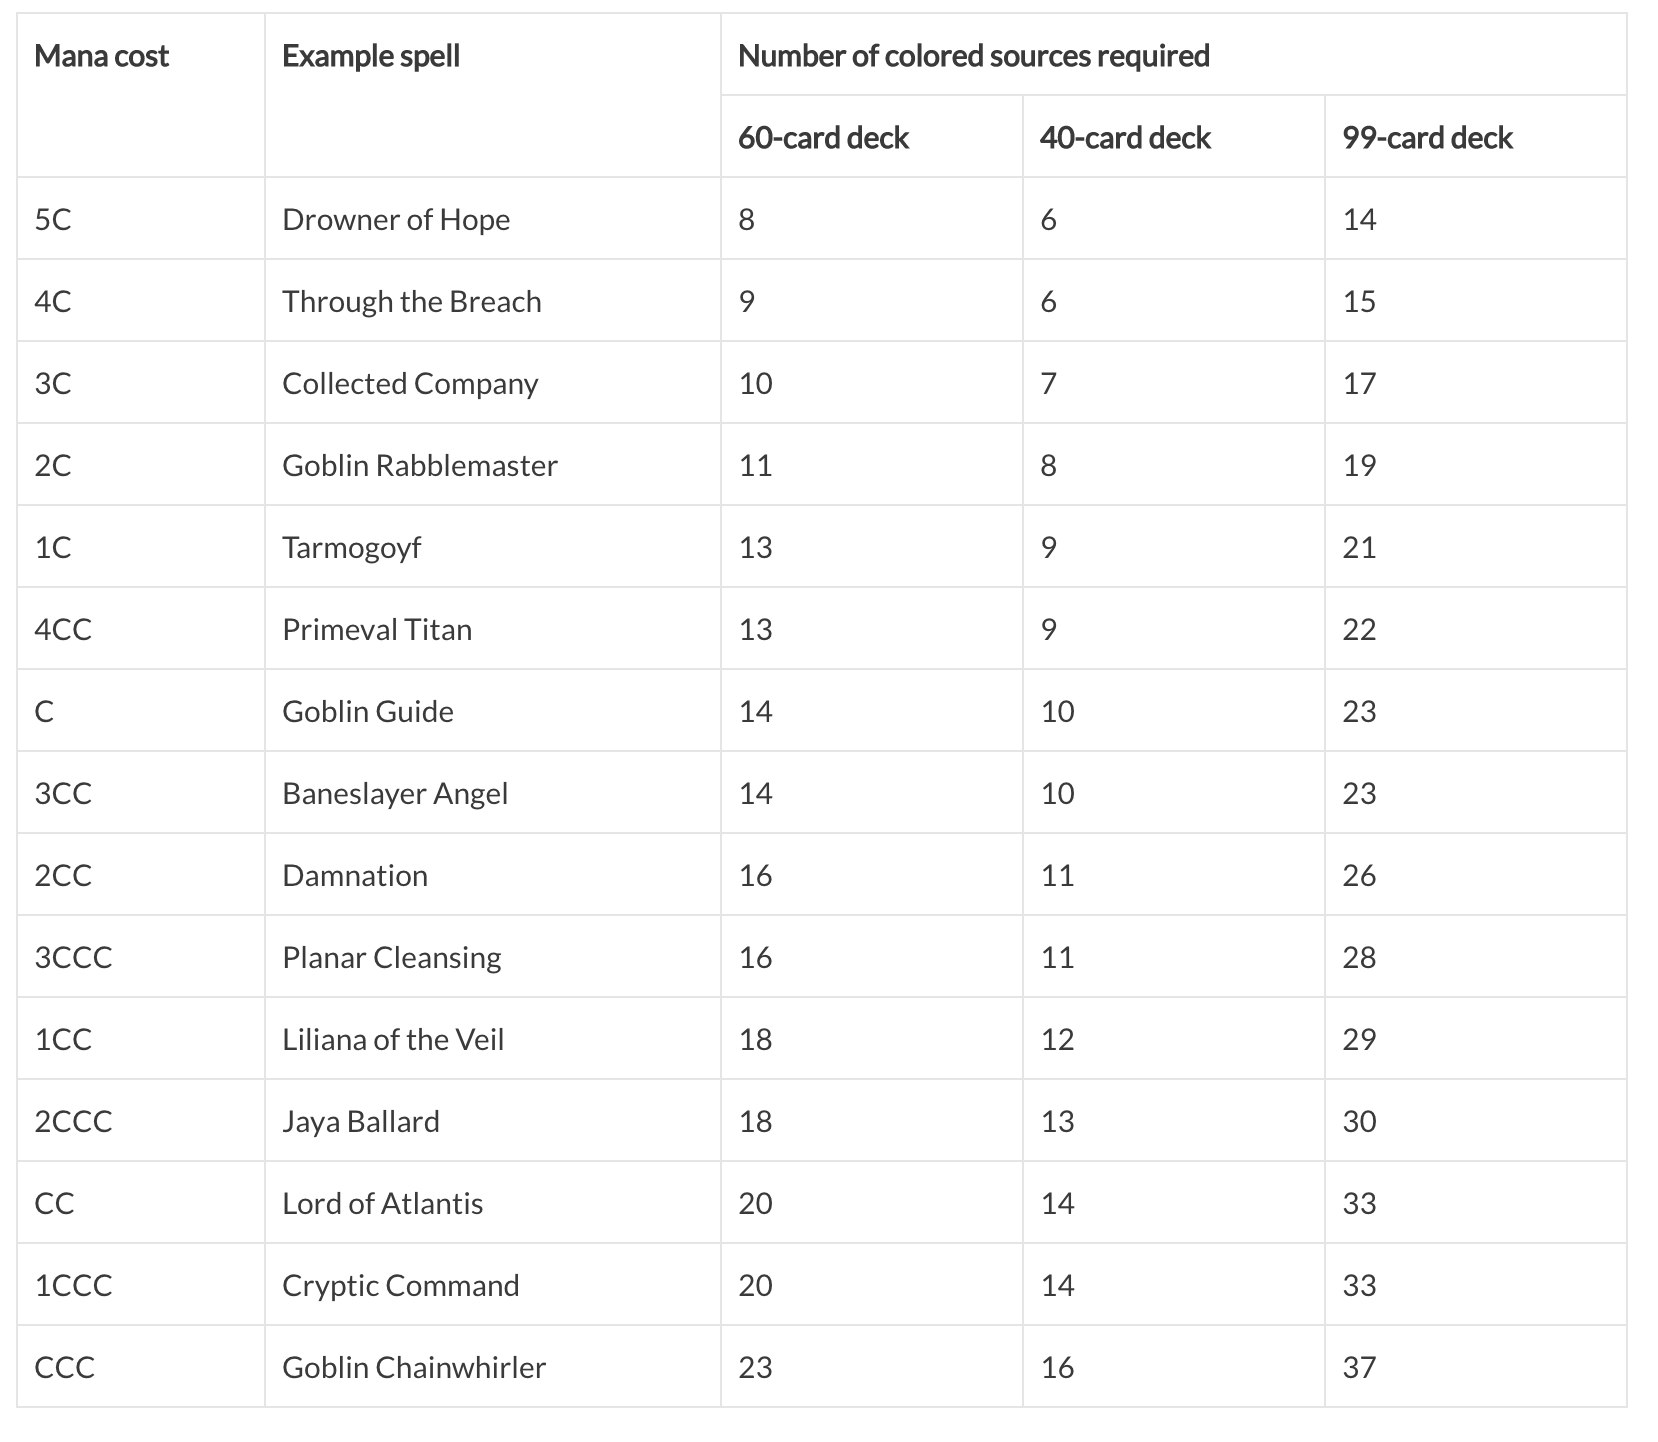 Mana cost Example spell Number of colored sources required
60-card deck 40-card deck 99-card deck
5C Drowner of Hope 8 6 14
4C Through the Breach 9 6 15
3C Collected Company 10 7 17
2C Goblin Rabblemaster 11 8 19
1C Tarmogoyf 13 9 21
4CC Primeval Titan 13 9 22
C Goblin Guide 14 10 23
3CC Baneslayer Angel 14 10 23
2CC Damnation 16 11 26
3CCC Planar Cleansing 16 11 28
1CC Liliana of the Veil 18 12 29
2CCC Jaya Ballard 18 13 30
CC Lord of Atlantis 20 14 33
1CCC Cryptic Command 20 14 33
CCC Goblin Chainwhirler 23 16 37